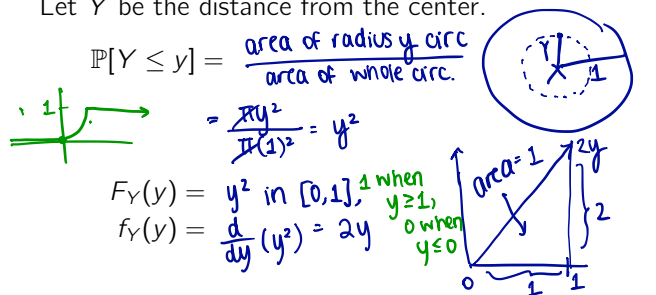 Let Y be the distance from the center.
ℙ[Y ≤ y] = area of radius y circ / area of whole circ.
= πy² / π(1)² = y²
F_Y(y) = y² in [0,1], 1 when y≥1, 0 when y≤0
f_Y(y) = d/dy (y²) = 2y
1
r
1
area = 1
2y
2
0
1
1